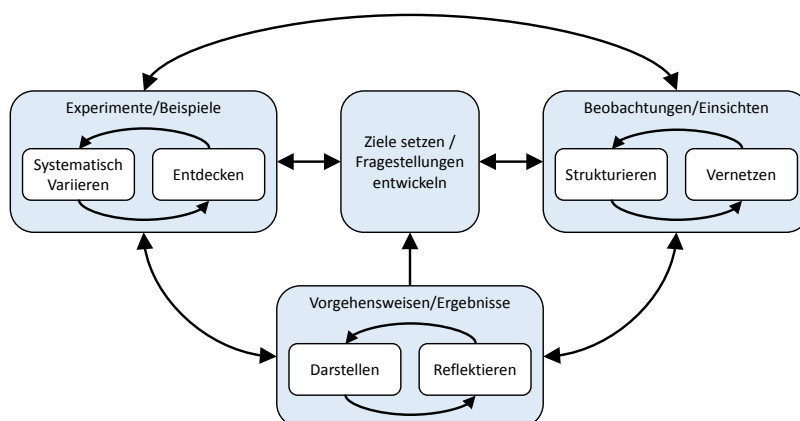 Experimente/Beispiele
Systematisch
Variieren
Entdecken
Ziele setzen /
Fragestellungen
entwickeln
Beobachtungen/Einsichten
Strukturieren
Vernetzen
Vorgehensweisen/Ergebnisse
Darstellen
Reflektieren